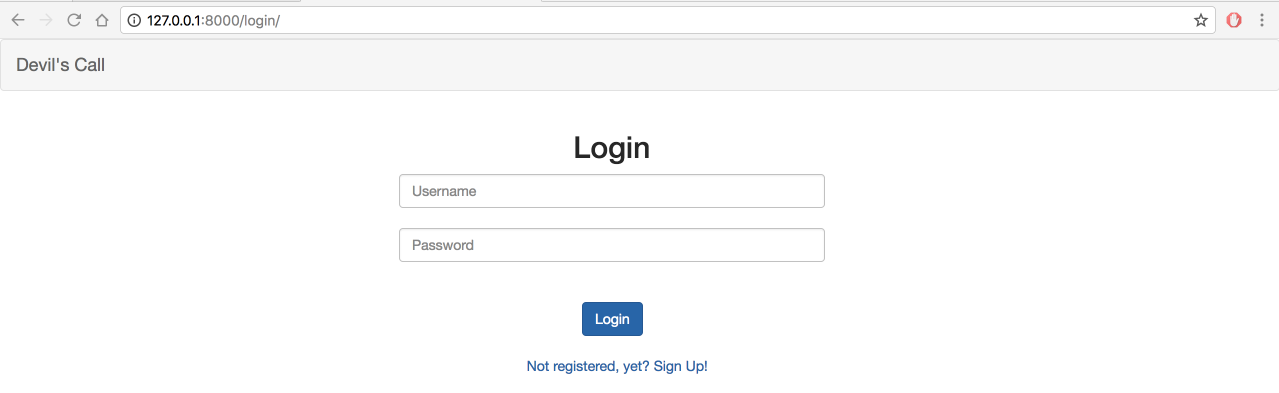 127.0.0.1:8000/login/
Devil's Call
Login
Username
Password
Login
Not registered, yet? Sign Up!